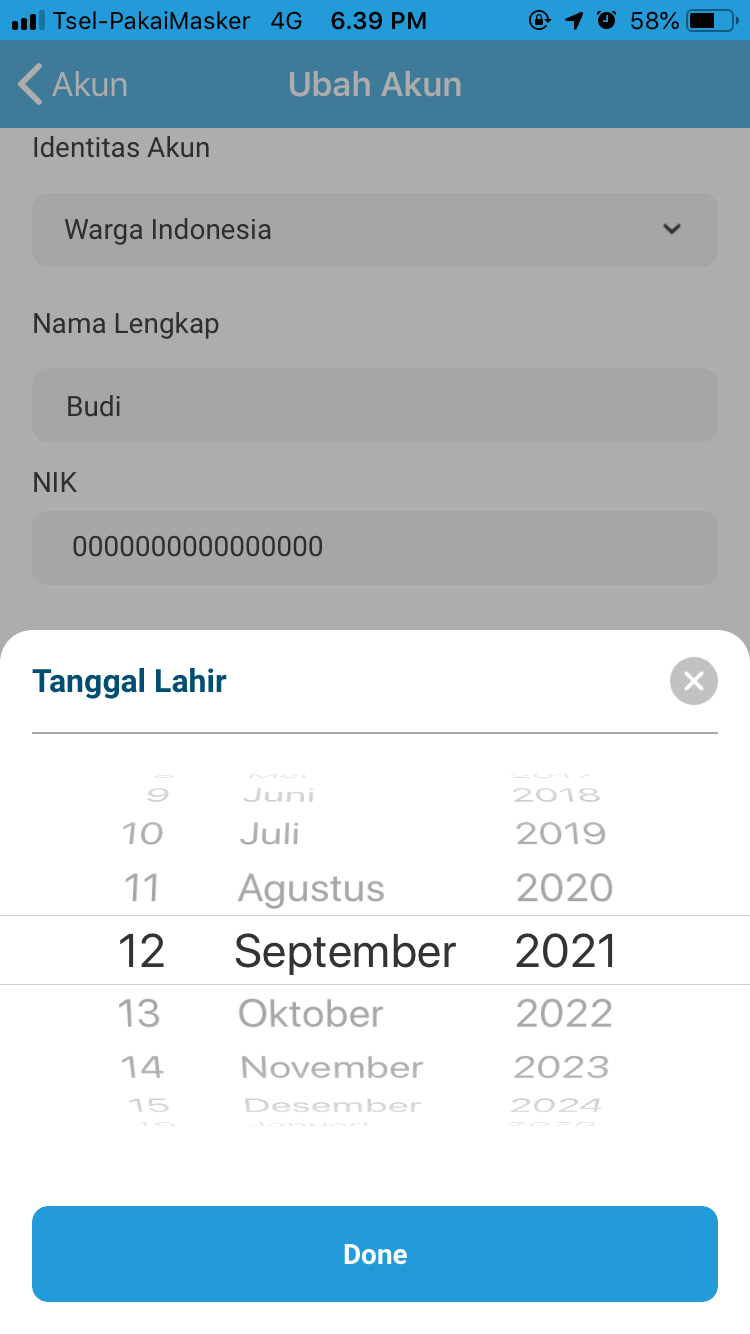 Tsel-PakaiMasker 4G 6.39 PM 58%
Akun Ubah Akun
Identitas Akun
Warga Indonesia
Nama Lengkap
Budi
NIK
0000000000000000
Tanggal Lahir
9 Juni 2018
10 Juli 2019
11 Agustus 2020
12 September 2021
13 Oktober 2022
14 November 2023
15 Desember 2024
Done